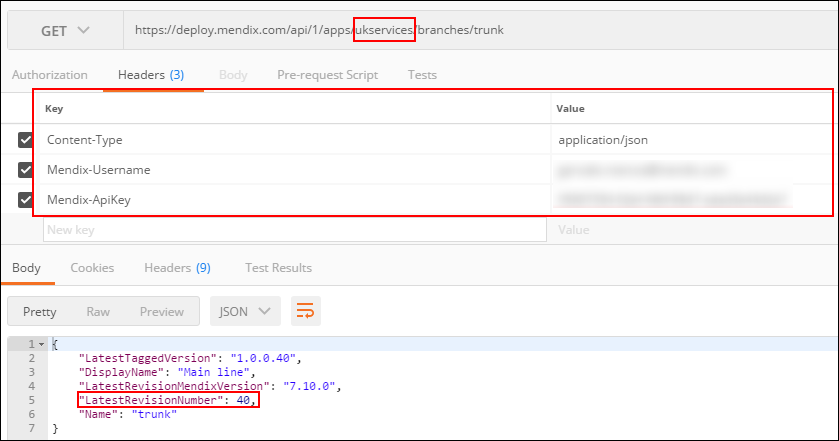 GET https://deploy.mendix.com/api/1/apps/ukservices/branches/trunk
Authorization Headers (3) Body Pre-request Script Tests
Key Value
Content-Type application/json
Mendix-Username
Mendix-ApiKey
New key Value
Body Cookies Headers (9) Test Results
Pretty Raw Preview JSON
1 {
2 "LatestTaggedVersion": "1.0.0.40",
3 "DisplayName": "Main line",
4 "LatestRevisionMendixVersion": "7.10.0",
5 "LatestRevisionNumber": 40,
6 "Name": "trunk"
7 }